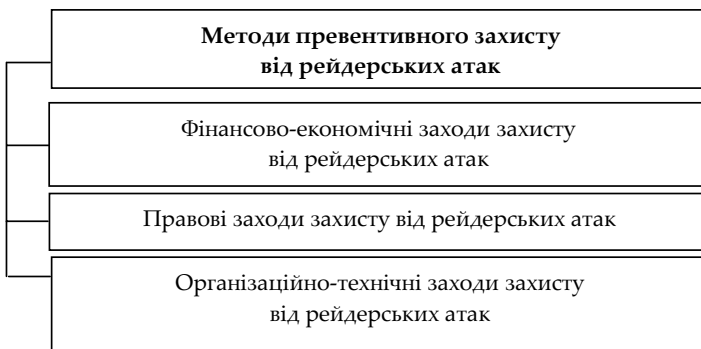 Методи превентивного захисту
від рейдерських атак
Фінансово-економічні заходи захисту
від рейдерських атак
Правові заходи захисту від рейдерських атак
Організаційно-технічні заходи захисту
від рейдерських атак